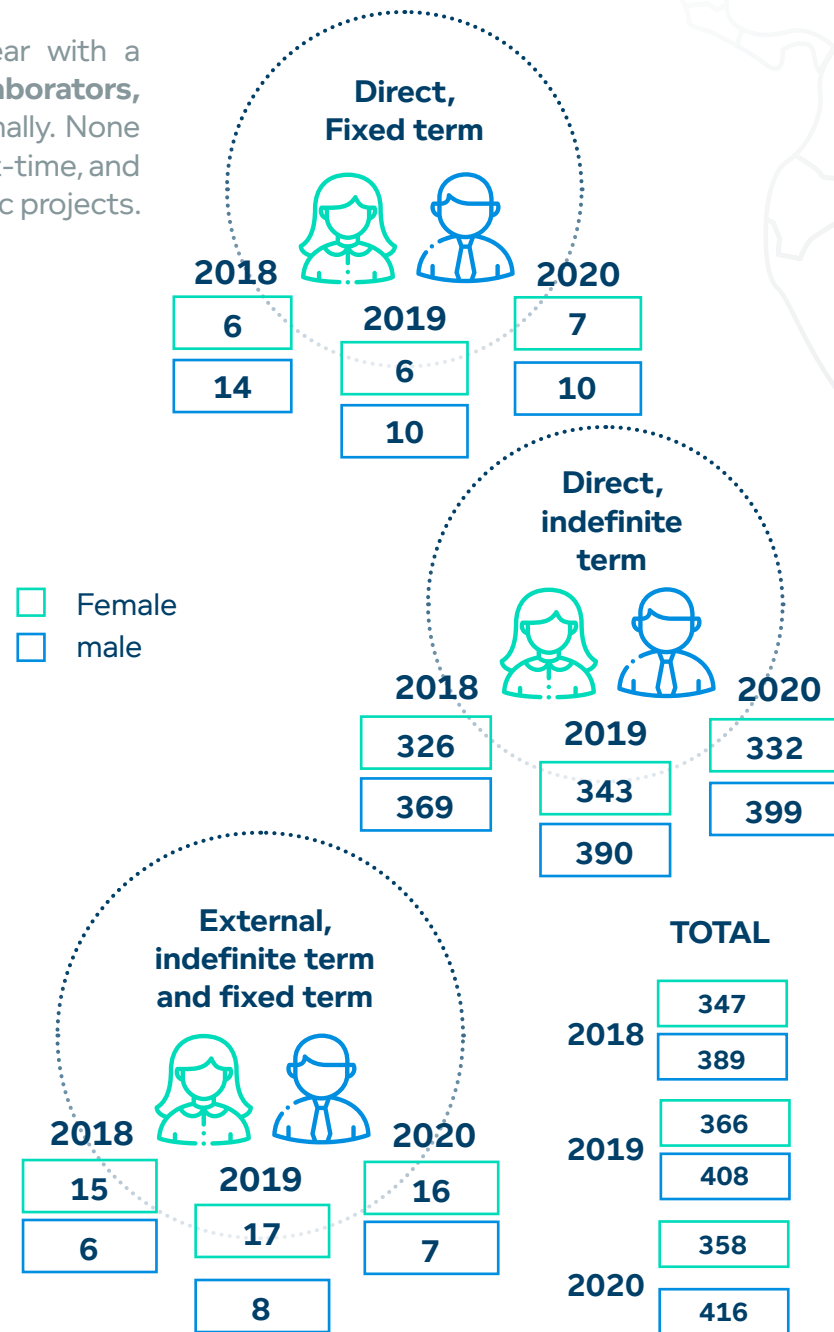 ear with a
aborators,
nally. None
t-time, and
c projects.
Direct,
Fixed term
2018
6
14
2019
6
10
2020
7
10
Female
male
Direct,
indefinite
term
2018
326
369
2019
343
390
2020
332
399
External,
indefinite term
and fixed term
2018
15
6
2019
17
8
2020
16
7
TOTAL
2018
347
389
2019
366
408
2020
358
416